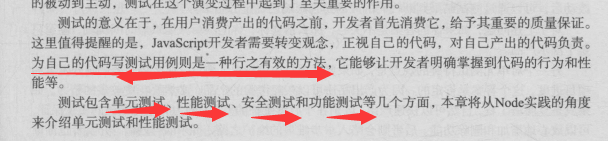 的被动到主动，测试在这个演变过程中起到了至关重要的作用。
测试的意义在于，在用户消费产出的代码之前，开发者首先消费它，给予其重要的质量保证。
这里值得提醒的是，JavaScript开发者需要转变观念，正视自己的代码，对自己产出的代码负责。
为自己的代码写测试用例则是一种行之有效的方法，它能够让开发者明确掌握到代码的行为和性
能等。
测试包含单元测试、性能测试、安全测试和功能测试等几个方面，本章将从Node实践的角度
来介绍单元测试和性能测试。